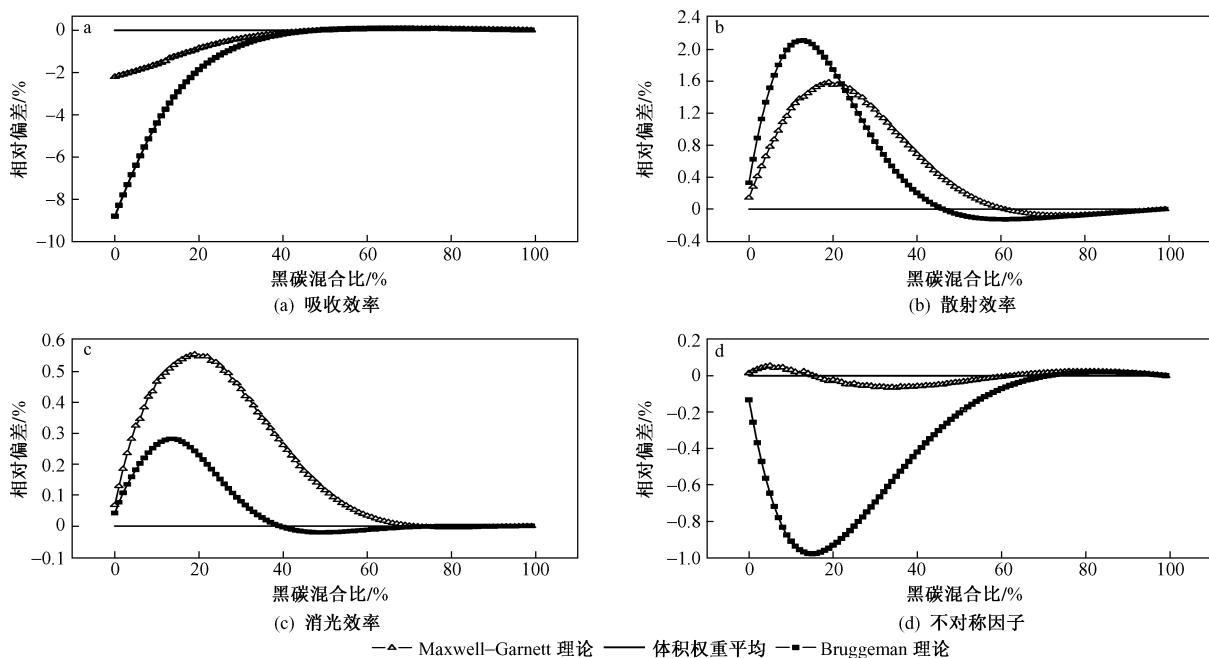 a
0
−2
−4
−6
−8
−10
相对偏差/%
0 20 40 60 80 100
黑碳混合比/%
(a) 吸收效率
b
2.4
2.0
1.6
1.2
0.8
0.4
0
−0.4
相对偏差/%
0 20 40 60 80 100
黑碳混合比/%
(b) 散射效率
c
0.6
0.5
0.4
0.3
0.2
0.1
0
−0.1
相对偏差/%
0 20 40 60 80 100
黑碳混合比/%
(c) 消光效率
d
0.2
0
−0.2
−0.4
−0.6
−0.8
−1.0
相对偏差/%
0 20 40 60 80 100
黑碳混合比/%
(d) 不对称因子
Maxwell−Garnett 理论 体积权重平均 Bruggeman 理论